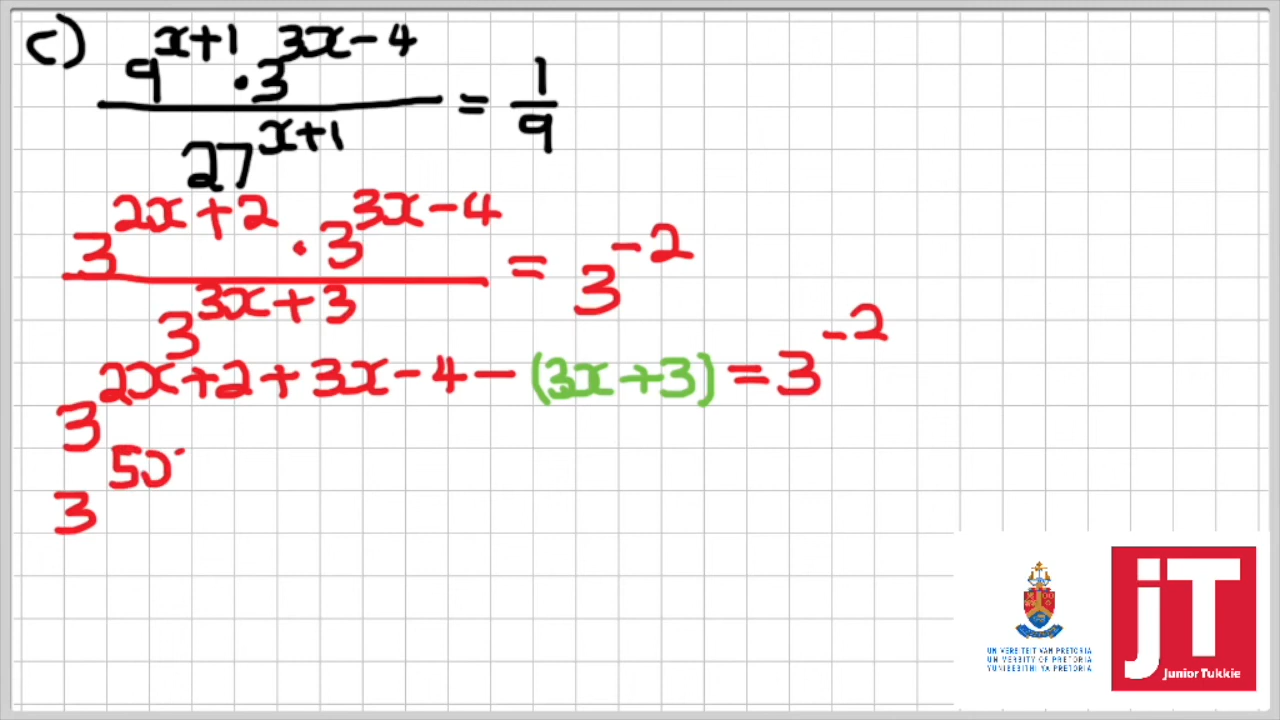 c) 9^(x+1) · 3^(3x−4) / 27^(x+1) = 1/9
3^(2x+2) · 3^(3x−4) / 3^(3x+3) = 3^(−2)
3^(2x+2+3x−4−(3x+3)) = 3^(−2)
3^5
UNIVERSITEIT VAN PRETORIA
UNIVERSITY OF PRETORIA
YUNIBESITHI YA PRETORIA
jT
Junior Tukkie